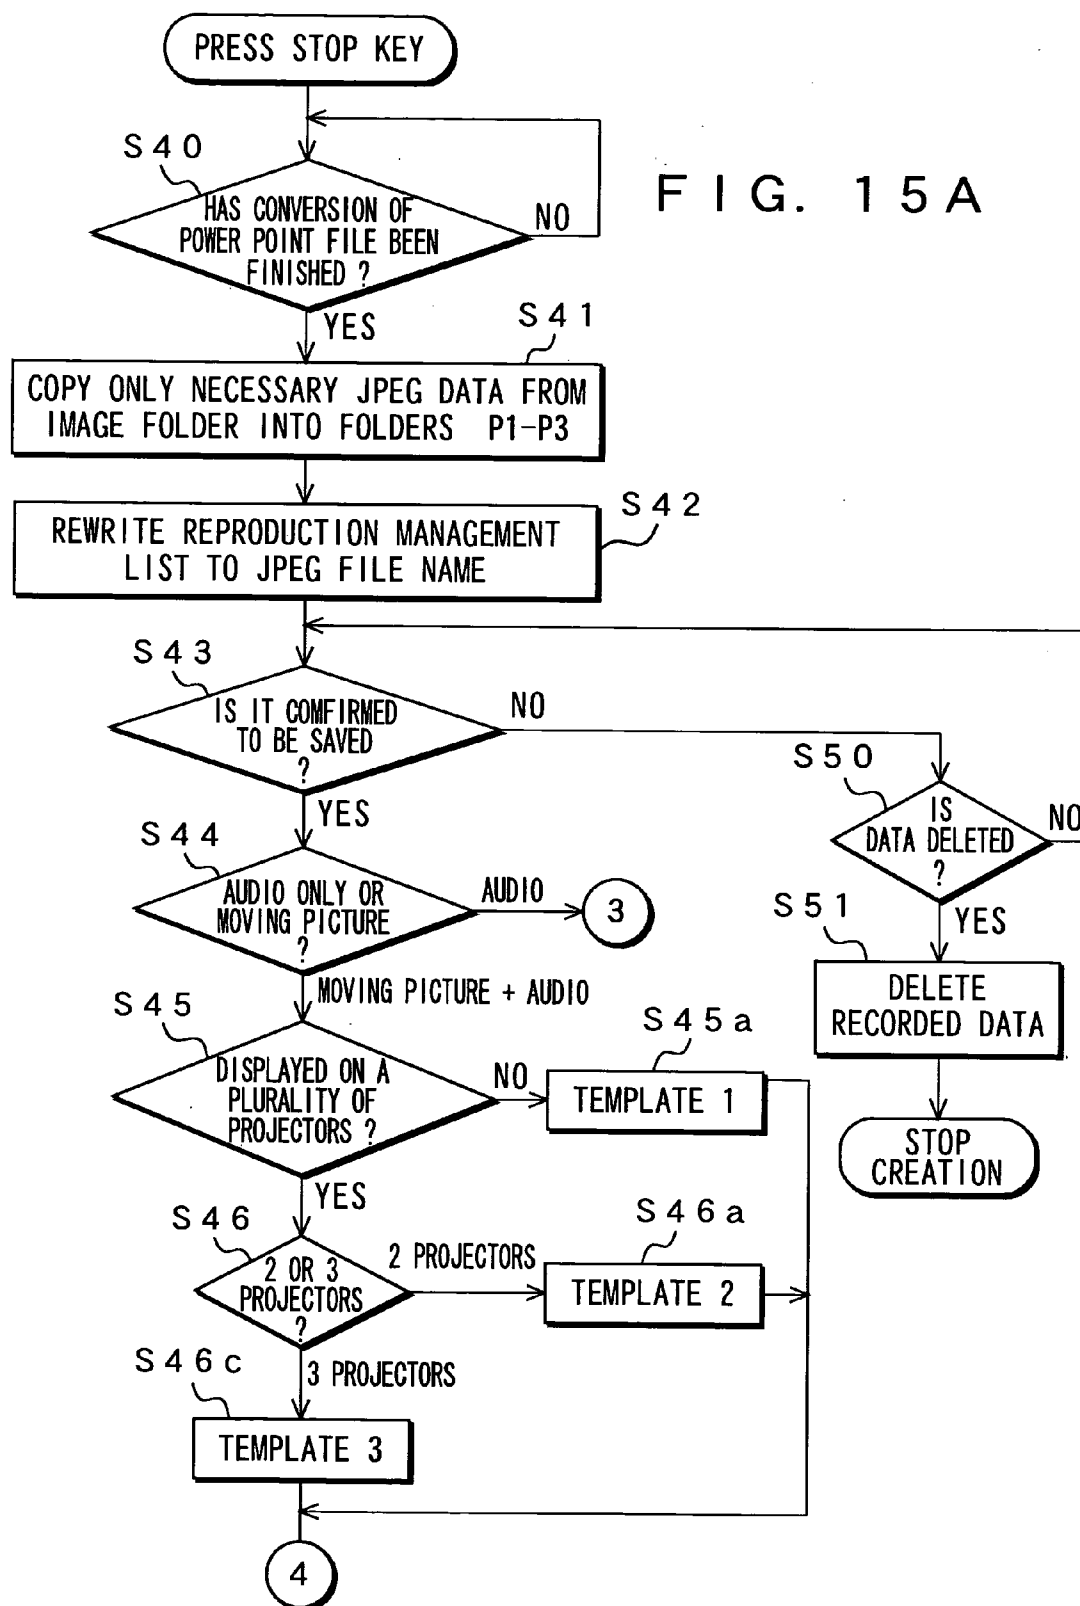 PRESS STOP KEY
FIG. 15A
S40
HAS CONVERSION OF
POWER POINT FILE BEEN
FINISHED ?
NO
YES
S41
COPY ONLY NECESSARY JPEG DATA FROM
IMAGE FOLDER INTO FOLDERS P1-P3
S42
REWRITE REPRODUCTION MANAGEMENT
LIST TO JPEG FILE NAME
S43
IS IT COMFIRMED
TO BE SAVED
?
NO
YES
S50
IS
DATA DELETED
?
NO
YES
S51
DELETE
RECORDED DATA
STOP
CREATION
S44
AUDIO ONLY OR
MOVING PICTURE
?
AUDIO
3
MOVING PICTURE + AUDIO
S45
DISPLAYED ON A
PLURALITY OF
PROJECTORS ?
NO
S45a
TEMPLATE 1
YES
S46
2 OR 3
PROJECTORS
?
2 PROJECTORS
S46a
TEMPLATE 2
3 PROJECTORS
S46c
TEMPLATE 3
4